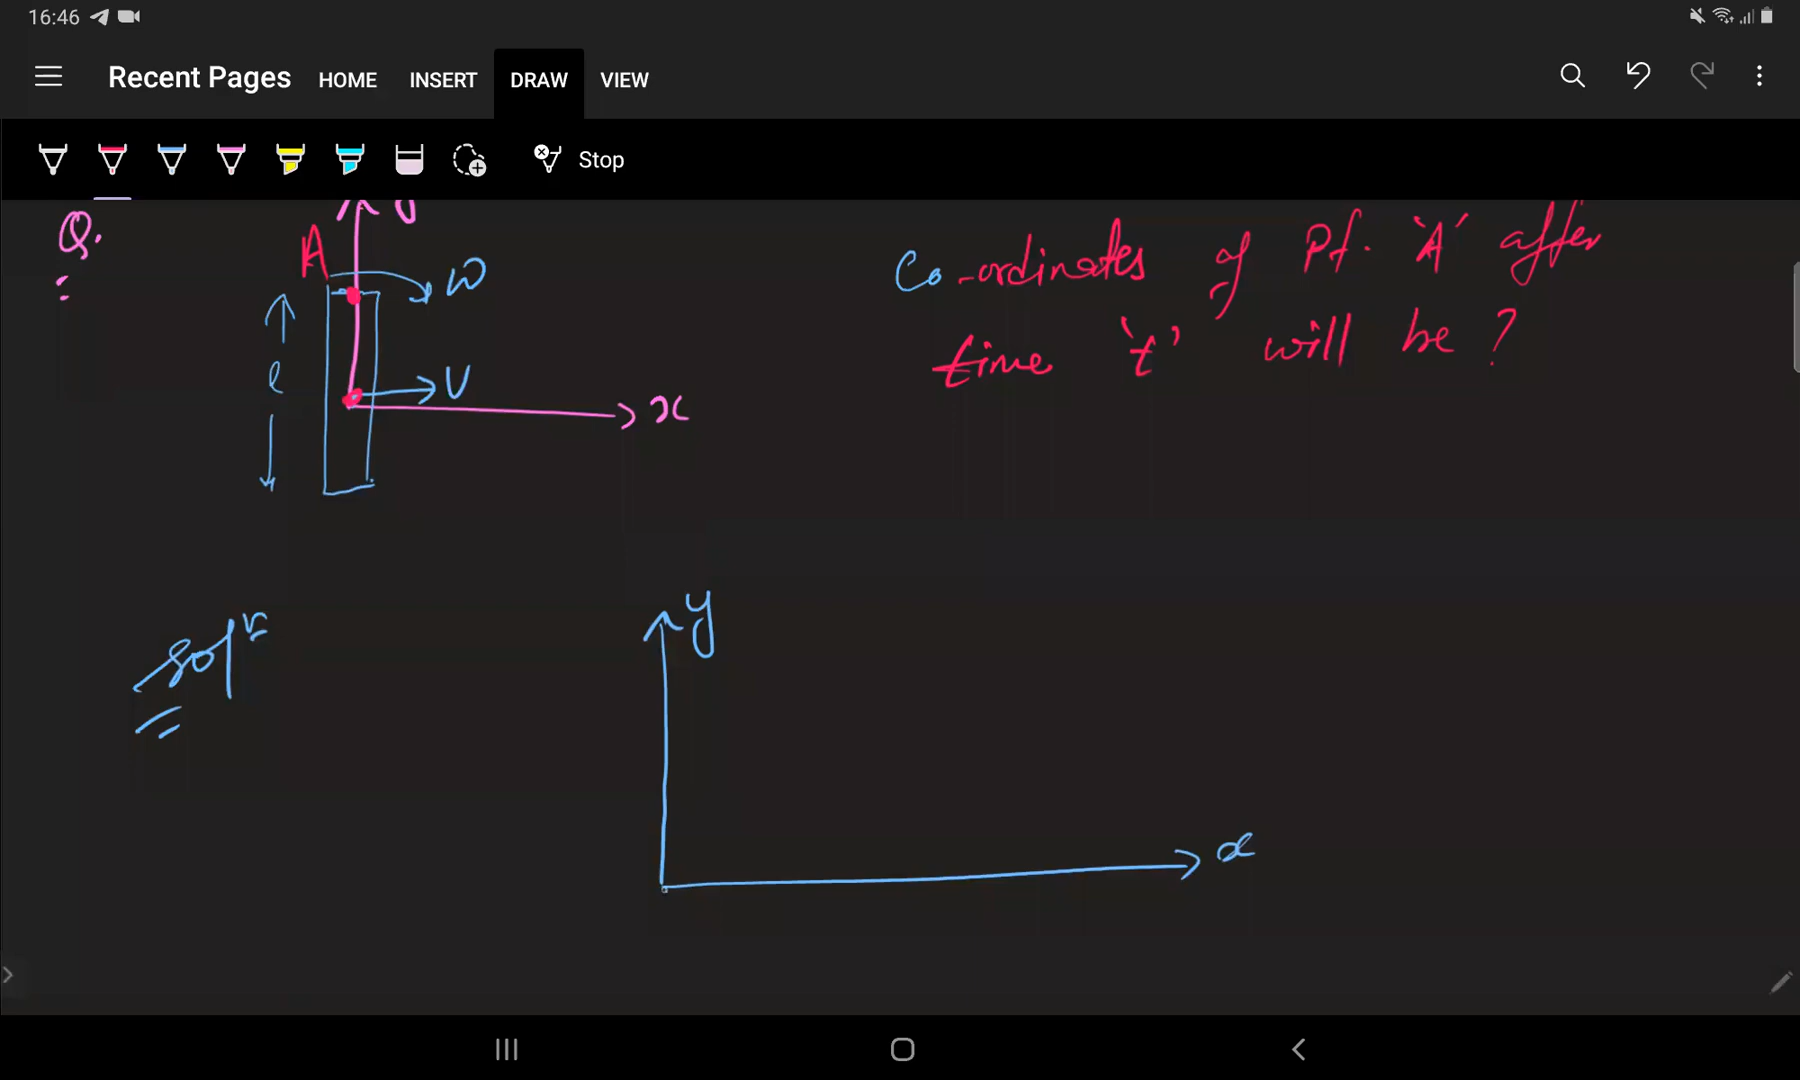 16:46
Recent Pages HOME INSERT DRAW VIEW
Stop
Q.
A
ω
l
v
x
Co-ordinates of Pt. 'A' after
time 't' will be?
solⁿ
y
x